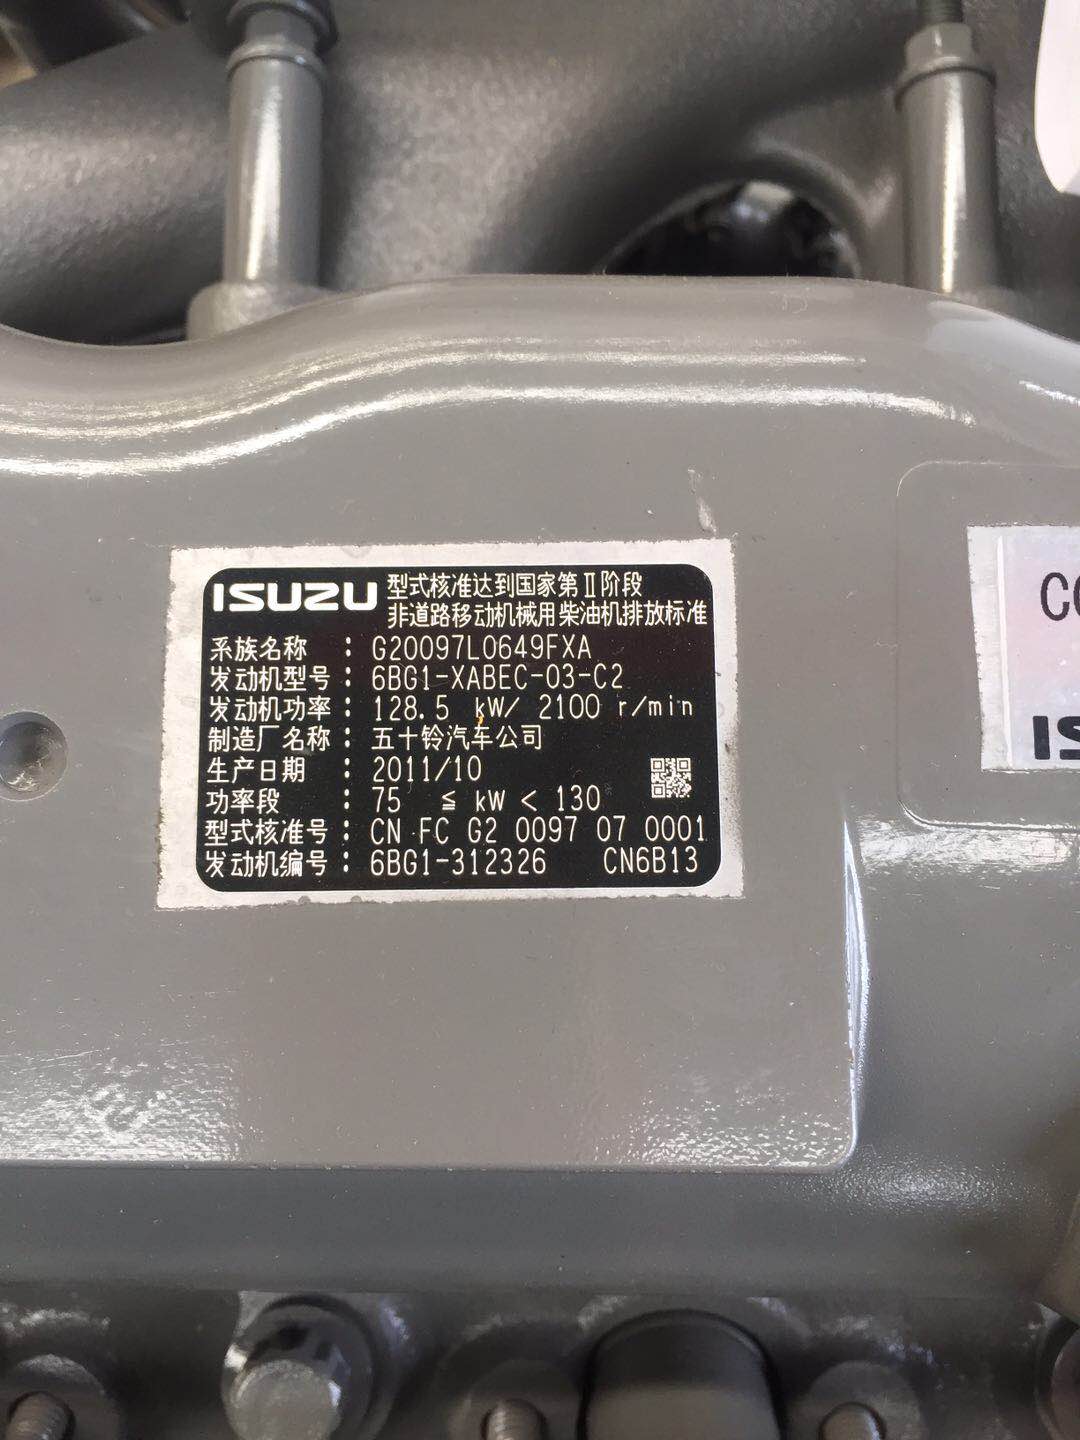 ISUZU 型式核准达到国家第Ⅱ阶段
非道路移动机械用柴油机排放标准
系族名称 : G20097L0649FXA
发动机型号: 6BG1-XABEC-03-C2
发动机功率: 128.5 kW/ 2100 r/min
制造厂名称: 五十铃汽车公司
生产日期 : 2011/10
功率段 : 75 ≦ kW < 130
型式核准号: CN FC G2 0097 07 0001
发动机编号: 6BG1-312326 CN6B13